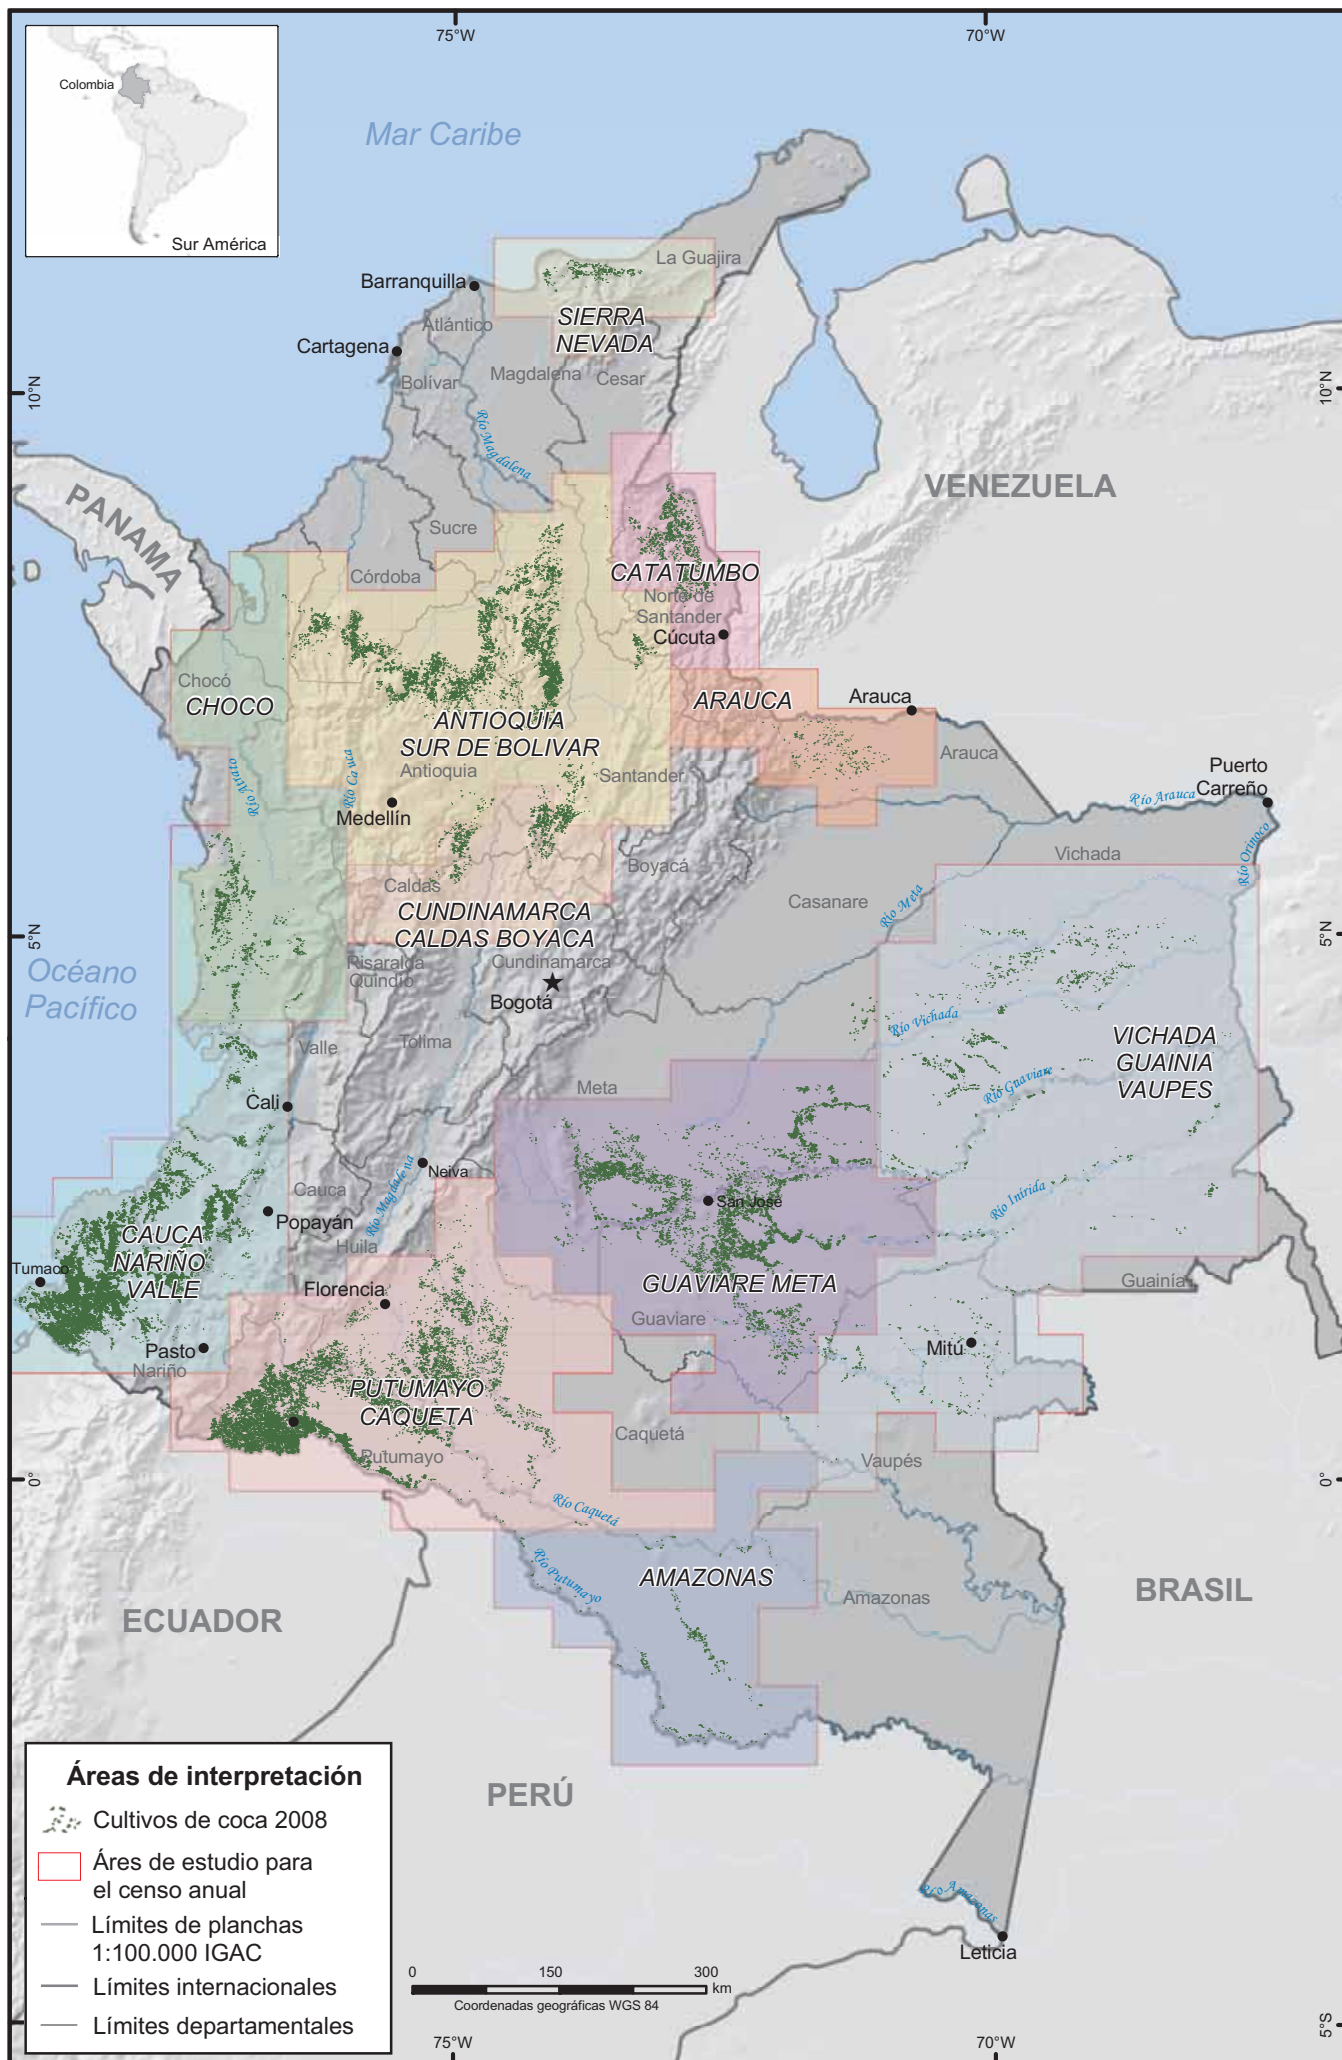 75°W
70°W
Colombia
Sur América
Mar Caribe
La Guajira
Barranquilla
Atlántico
SIERRA
NEVADA
Cartagena
Bolívar
Magdalena
Cesar
10°N
10°N
Río Magdalena
VENEZUELA
PANAMA
Sucre
Córdoba
CATATUMBO
Norte de
Santander
Cúcuta
Chocó
CHOCO
ARAUCA
Arauca
ANTIOQUIA
SUR DE BOLIVAR
Arauca
Antioquia
Santander
Río Atrato
Río Cauca
Medellín
Puerto
Carreño
Río Arauca
Río Orinoco
Boyacá
Vichada
Caldas
Casanare
Río Meta
CUNDINAMARCA
CALDAS BOYACA
5°N
5°N
Océano
Pacífico
Risaralda
Quindío
Cundinamarca
Bogotá
Río Vichada
VICHADA
GUAINIA
VAUPES
Valle
Tolima
Meta
Río Guaviare
Cali
Neiva
Cauca
Río Magdalena
San José
Río Inírida
Popayán
Huila
CAUCA
NARIÑO
VALLE
Tumaco
Florencia
GUAVIARE META
Guainía
Guaviare
Pasto
Nariño
Mitú
PUTUMAYO
CAQUETA
Caquetá
Putumayo
Vaupés
0°
0°
Río Caquetá
Río Putumayo
AMAZONAS
Amazonas
BRASIL
ECUADOR
PERÚ
Áreas de interpretación
Cultivos de coca 2008
Áres de estudio para
el censo anual
Límites de planchas
1:100.000 IGAC
Límites internacionales
Límites departamentales
Río Amazonas
Leticia
0 150 300
km
Coordenadas geográficas WGS 84
5°S
75°W
70°W